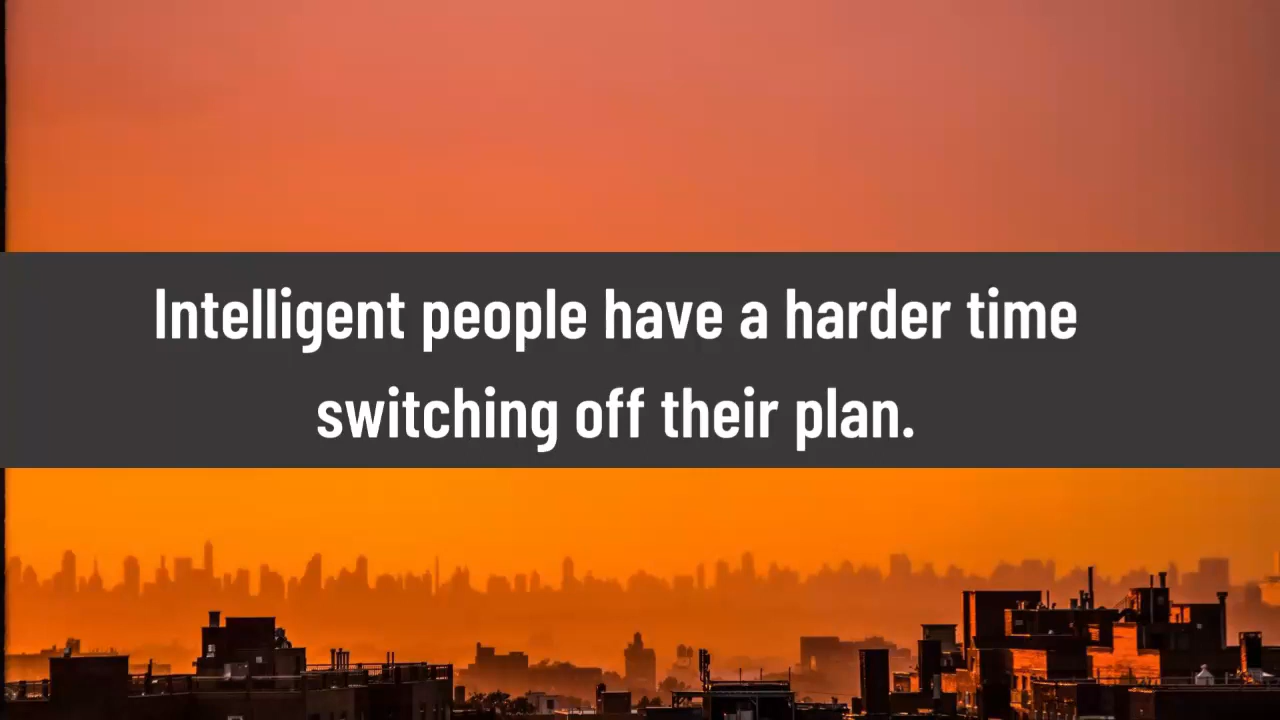 Intelligent people have a harder time
switching off their plan.